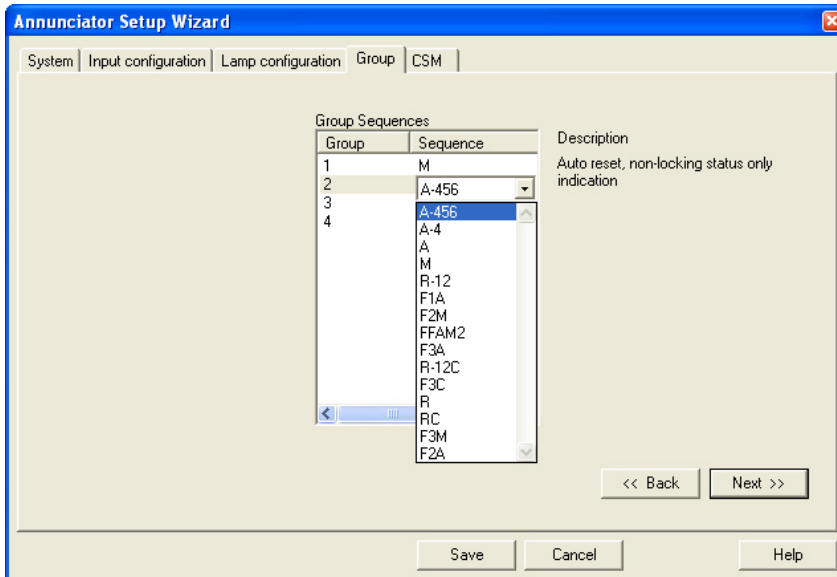 Annunciator Setup Wizard
System Input configuration Lamp configuration Group CSM
Group Sequences
Group Sequence
Description
Auto reset, non-locking status only
indication
1 M
2 A-456
3
4
A-456
A-4
A
M
R-12
F1A
F2M
FFAM2
F3A
R-12C
F3C
R
RC
F3M
F2A
<< Back Next >>
Save Cancel Help